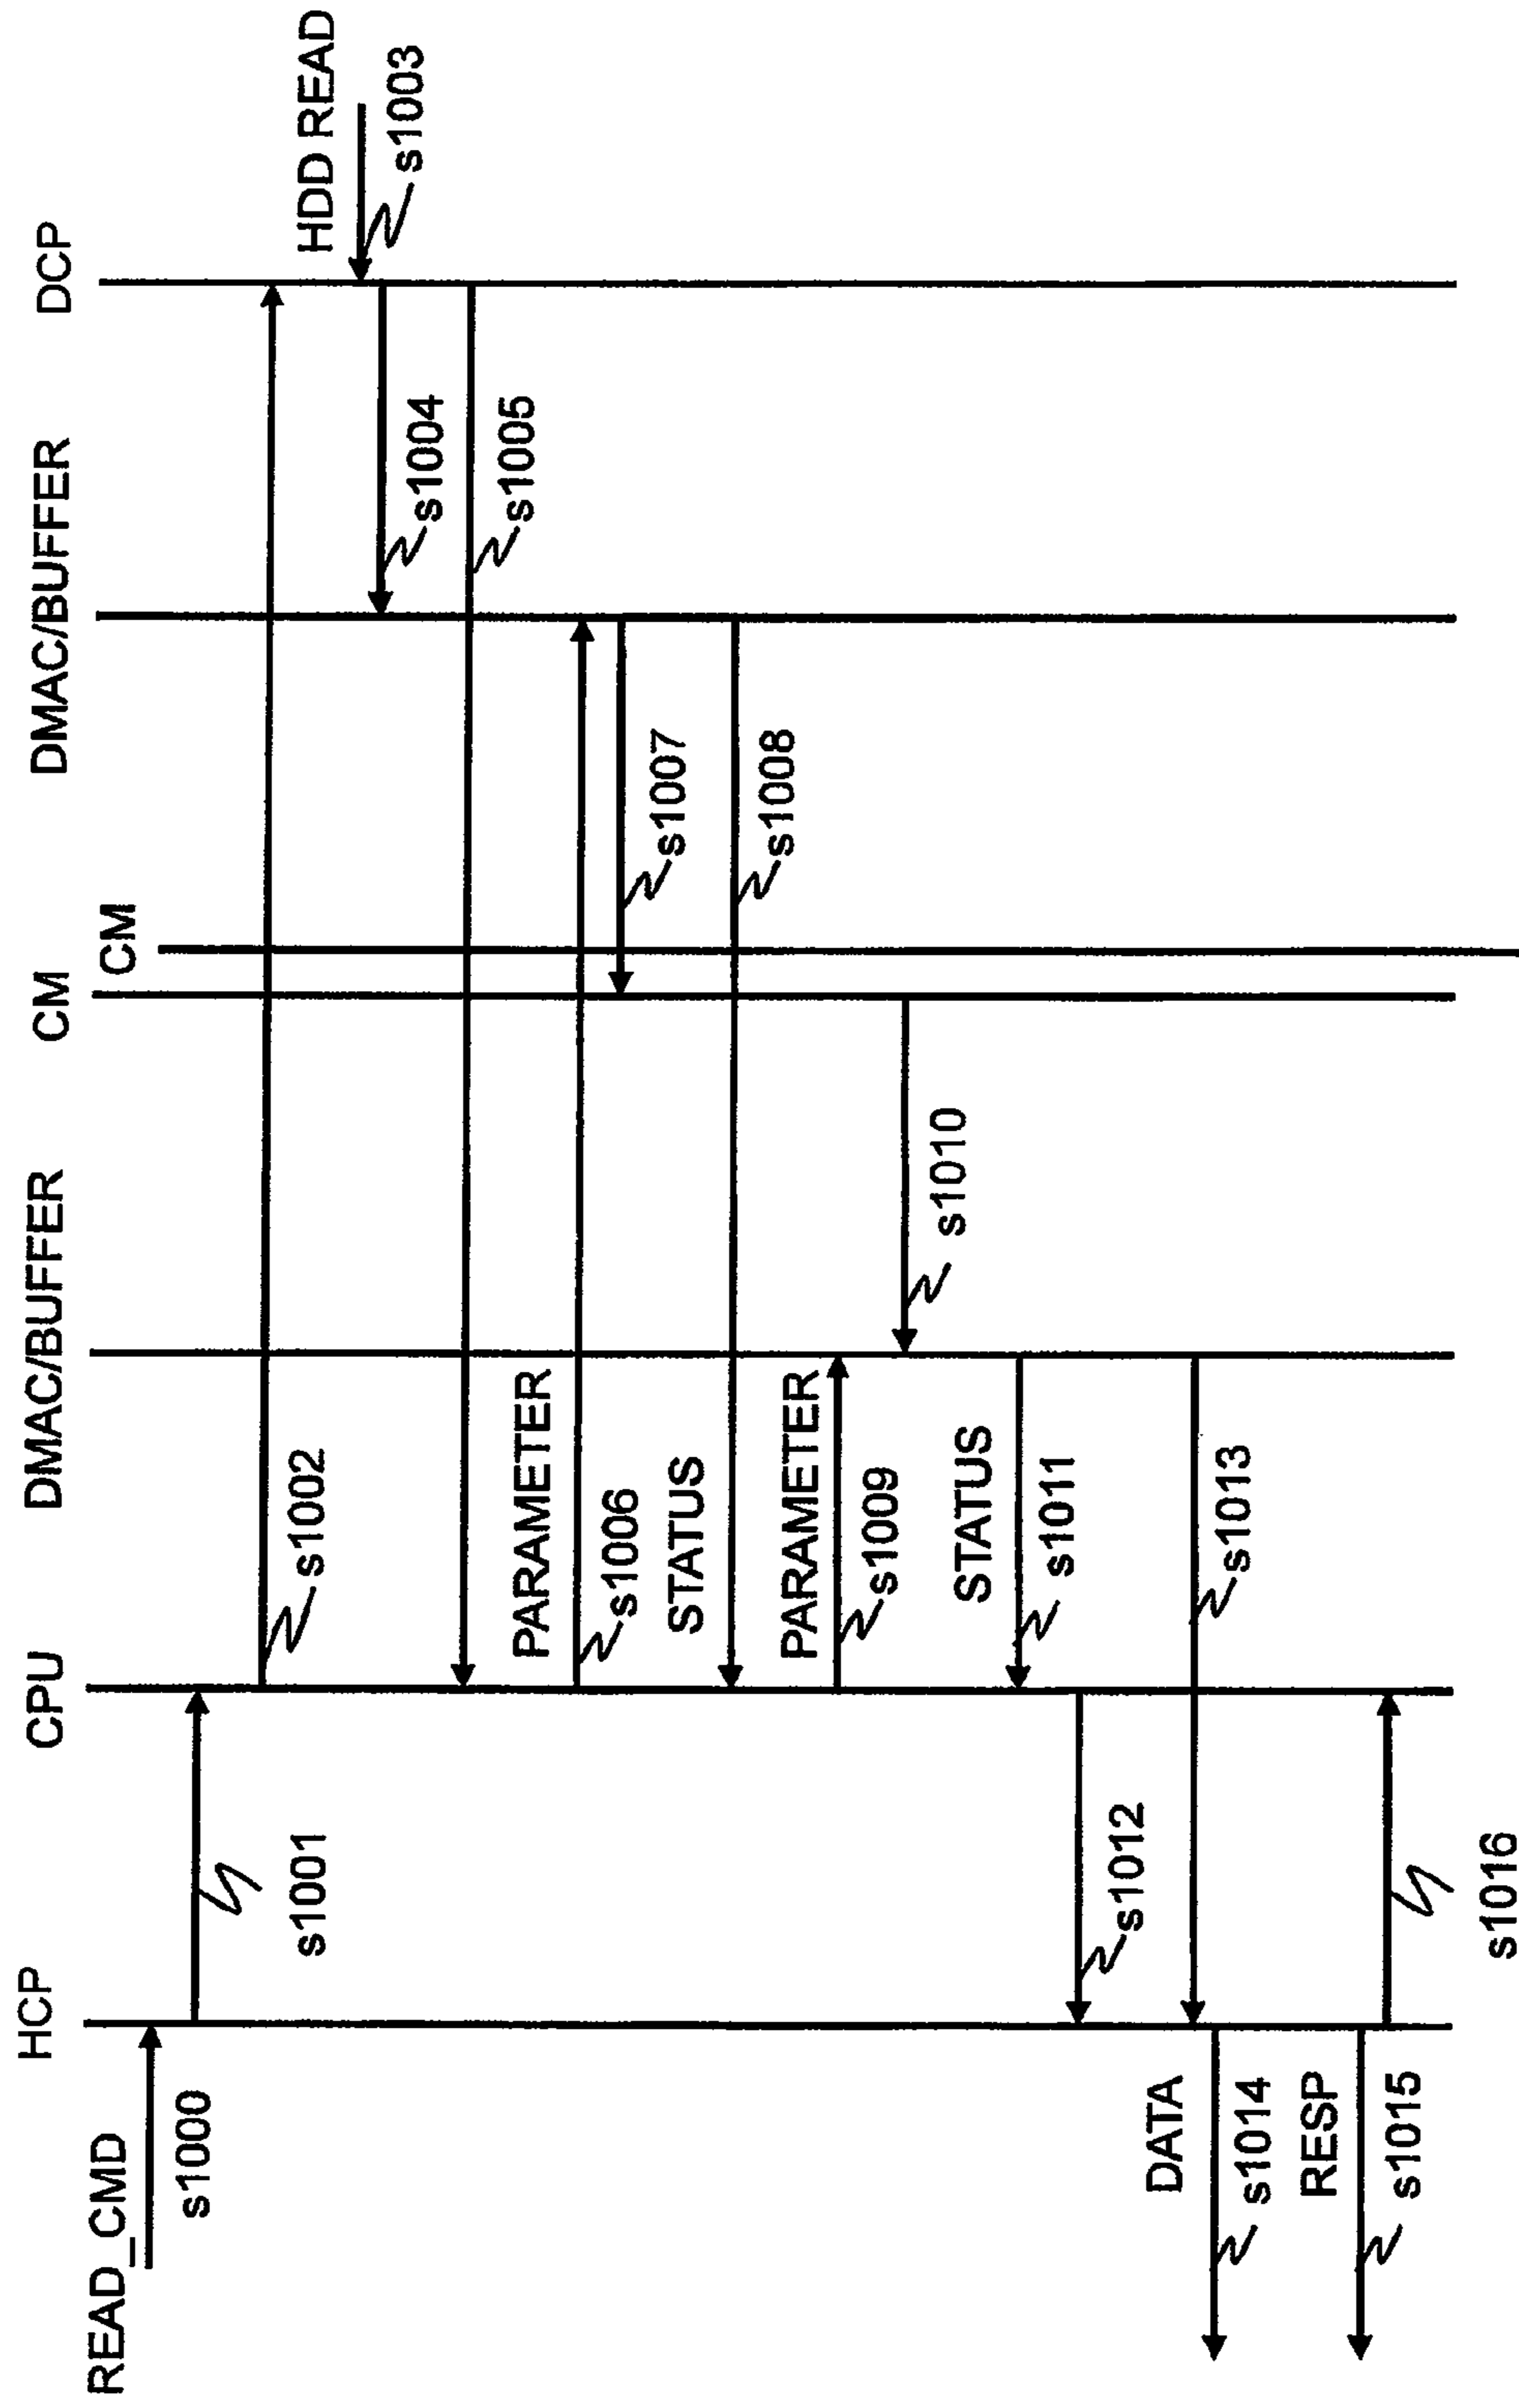 HCP
CPU
DMAC/BUFFER
CM
CM
DMAC/BUFFER
DCP
READ_CMD
s1000
s1001
s1002
HDD READ
s1003
s1004
s1005
PARAMETER
s1006
s1007
STATUS
s1008
PARAMETER
s1009
s1010
STATUS
s1011
s1012
s1013
DATA
s1014
RESP
s1015
s1016